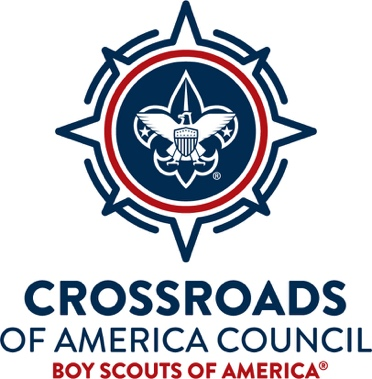 ®
CROSSROADS
OF AMERICA COUNCIL
BOY SCOUTS OF AMERICA®